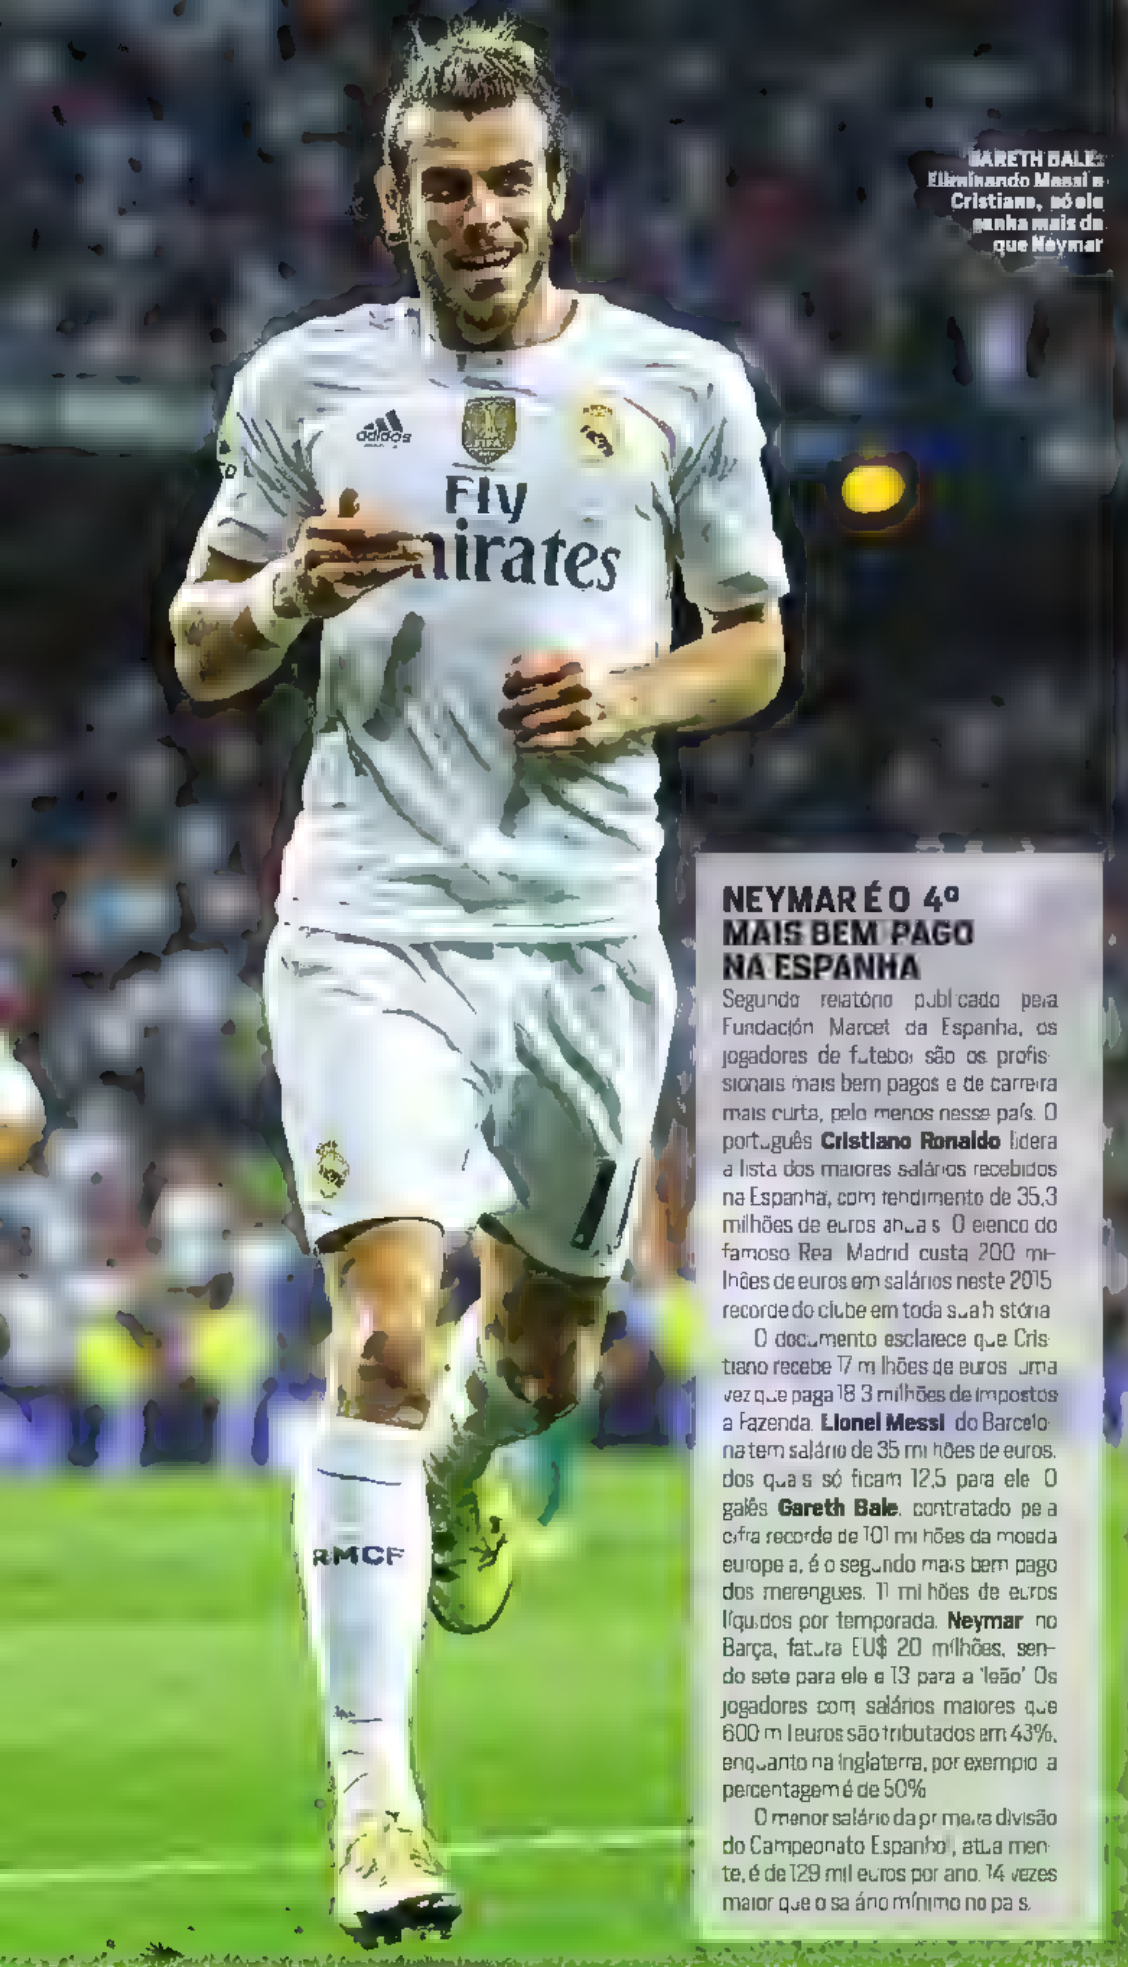 GARETH BALE:
Eliminando Messi e
Cristiano, só ele
ganha mais do
que Neymar
adidas
Fly
mirates
RMCF
NEYMAR É O 4º
MAIS BEM PAGO
NA ESPANHA
Segundo relatório publicado pela
Fundación Marcet da Espanha, os
jogadores de futebol são os profis-
sionais mais bem pagos e de carreira
mais curta, pelo menos nesse país. O
português Cristiano Ronaldo lidera
a lista dos maiores salários recebidos
na Espanha, com rendimento de 35,3
milhões de euros anuais. O elenco do
famoso Real Madrid custa 200 mi-
lhões de euros em salários neste 2015
recorde do clube em toda sua história
O documento esclarece que Cris-
tiano recebe 17 milhões de euros uma
vez que paga 18,3 milhões de impostos
a Fazenda. Lionel Messi do Barcelo-
na tem salário de 35 milhões de euros,
dos quais só ficam 12,5 para ele. O
galês Gareth Bale, contratado pela
cifra recorde de 101 milhões da moeda
europeia, é o segundo mais bem pago
dos merengues. 11 milhões de euros
líquidos por temporada. Neymar no
Barça, fatura EU$ 20 milhões, sen-
do sete para ele e 13 para a 'leão'. Os
jogadores com salários maiores que
600 mil euros são tributados em 43%,
enquanto na Inglaterra, por exemplo a
percentagem é de 50%
O menor salário da primeira divisão
do Campeonato Espanhol, atualmen-
te, é de 129 mil euros por ano, 14 vezes
maior que o salário mínimo no país.